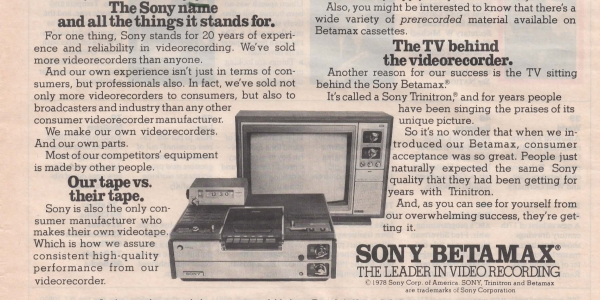 The Sony name
and all the things it stands for.
For one thing, Sony stands for 20 years of experi-
ence and reliability in videorecording. We've sold
more videorecorders than anyone.
And our own experience isn't just in terms of con-
sumers, but professionals also. In fact, we've sold not
only more videorecorders to consumers, but also to
broadcasters and industry than any other
consumer videorecorder manufacturer.
We make our own videorecorders.
And our own parts.
Most of our competitors' equipment
is made by other people.
Our tape vs.
their tape.
Sony is also the only con-
sumer manufacturer who
makes their own videotape.
Which is how we assure
consistent high-quality
performance from our
videorecorder.
Also, you might be interested to know that there's a
wide variety of prerecorded material available on
Betamax cassettes.
The TV behind
the videorecorder.
Another reason for our success is the TV sitting
behind the Sony Betamax.®
It's called a Sony Trinitron,® and for years people
have been singing the praises of its
unique picture.
So it's no wonder that when we in-
troduced our Betamax, consumer
acceptance was so great. People just
naturally expected the same Sony
quality that they had been getting for
years with Trinitron.
And, as you can see for yourself from
our overwhelming success, they're get-
ting it.
SONY BETAMAX®
THE LEADER IN VIDEO RECORDING
©1978 Sony Corp. of America. SONY, Trinitron and Betamax
are trademarks of Sony Corporation